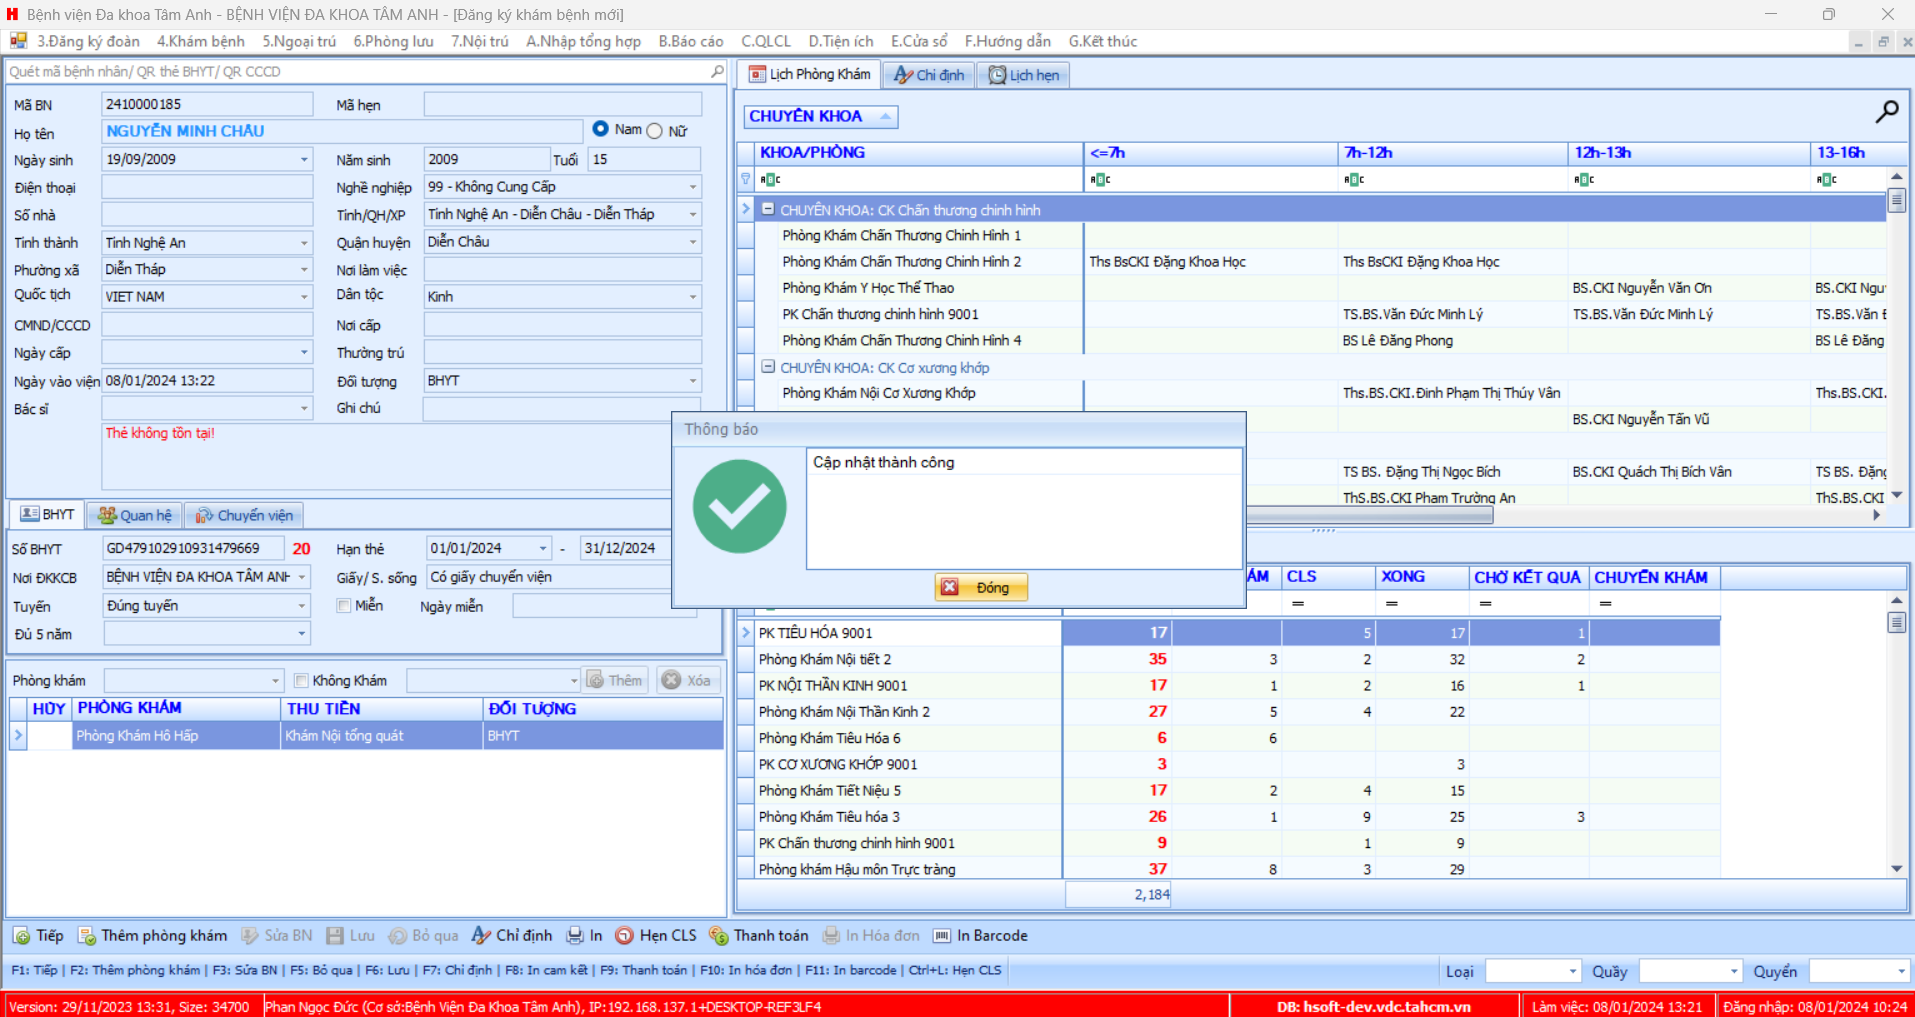 Bệnh viện Đa khoa Tâm Anh - BỆNH VIỆN ĐA KHOA TÂM ANH - [Đăng ký khám bệnh mới]
3.Đăng ký đoàn 4.Khám bệnh 5.Ngoại trú 6.Phòng lưu 7.Nội trú A.Nhập tổng hợp B.Báo cáo C.QLCL D.Tiện ích E.Cửa sổ F.Hướng dẫn G.Kết thúc
Quét mã bệnh nhân/ QR thẻ BHYT/ QR CCCD
Mã BN 2410000185 Mã hẹn
Họ tên NGUYỄN MINH CHÂU Nam Nữ
Ngày sinh 19/09/2009 Năm sinh 2009 Tuổi 15
Điện thoại Nghề nghiệp 99 - Không Cung Cấp
Số nhà Tỉnh/QH/XP Tỉnh Nghệ An - Diễn Châu - Diễn Tháp
Tỉnh thành Tỉnh Nghệ An Quận huyện Diễn Châu
Phường xã Diễn Tháp Nơi làm việc
Quốc tịch VIET NAM Dân tộc Kinh
CMND/CCCD Nơi cấp
Ngày cấp Thường trú
Ngày vào viện 08/01/2024 13:22 Đối tượng BHYT
Bác sĩ Ghi chú
Thẻ không tồn tại!
BHYT Quan hệ Chuyển viện
Số BHYT GD479102910931479669 20 Hạn thẻ 01/01/2024 - 31/12/2024
Nơi ĐKKCB BỆNH VIỆN ĐA KHOA TÂM ANH Giấy/ S. sống Có giấy chuyển viện
Tuyến Đúng tuyến Miễn Ngày miễn
Đủ 5 năm
Phòng khám Không Khám Thêm Xóa
HỦY PHÒNG KHÁM THU TIỀN ĐỐI TƯỢNG
Phòng Khám Hô Hấp Khám Nội tổng quát BHYT
Lịch Phòng Khám Chỉ định Lịch hẹn
CHUYÊN KHOA
KHOA/PHÒNG <=7h 7h-12h 12h-13h 13-16h
CHUYÊN KHOA: CK Chấn thương chỉnh hình
Phòng Khám Chấn Thương Chỉnh Hình 1
Phòng Khám Chấn Thương Chỉnh Hình 2 Ths BsCKI Đặng Khoa Học Ths BsCKI Đặng Khoa Học
Phòng Khám Y Học Thể Thao BS.CKI Nguyễn Văn Ơn BS.CKI
PK Chấn thương chỉnh hình 9001 TS.BS.Văn Đức Minh Lý TS.BS.Văn Đức Minh Lý TS.BS.Văn
Phòng Khám Chấn Thương Chỉnh Hình 4 BS Lê Đăng Phong BS Lê Đăng
CHUYÊN KHOA: CK Cơ xương khớp
Phòng Khám Nội Cơ Xương Khớp Ths.BS.CKI.Đinh Phạm Thị Thúy Vân Ths.BS.CKI.
BS.CKI Nguyễn Tấn Vũ
TS BS. Đặng Thị Ngọc Bích BS.CKI Quách Thị Bích Vân TS BS.
ThS.BS.CKI Phạm Trường An ThS.BS.CKI
Thông báo
Cập nhật thành công
Đóng
CLS XONG CHỜ KẾT QUẢ CHUYỂN KHÁM
= = = =
PK TIÊU HÓA 9001 17 5 17 1
Phòng Khám Nội tiết 2 35 3 2 32 2
PK NỘI THẦN KINH 9001 17 1 2 16 1
Phòng Khám Nội Thần Kinh 2 27 5 4 22
Phòng Khám Tiêu Hóa 6 6 6
PK CƠ XƯƠNG KHỚP 9001 3 3
Phòng Khám Tiết Niệu 5 17 2 4 15
Phòng Khám Tiêu hóa 3 26 1 9 25 3
PK Chấn thương chỉnh hình 9001 9 1 9
Phòng khám Hậu môn Trực tràng 37 8 3 29
2,184
Tiếp Thêm phòng khám Sửa BN Lưu Bỏ qua Chỉ định In Hẹn CLS Thanh toán In Hóa đơn In Barcode
F1: Tiếp | F2: Thêm phòng khám | F3: Sửa BN | F5: Bỏ qua | F6: Lưu | F7: Chỉ định | F8: In cam kết | F9: Thanh toán | F10: In hóa đơn | F11: In barcode | Ctrl+L: Hẹn CLS Loại Quầy Quyển
Version: 29/11/2023 13:31, Size: 34700 Phan Ngọc Đức (Cơ sở:Bệnh Viện Đa Khoa Tâm Anh), IP:192.168.137.1+DESKTOP-REF3LF4 DB: hsoft-dev.vdc.tahcm.vn Làm việc: 08/01/2024 13:21 Đăng nhập: 08/01/2024 10:24